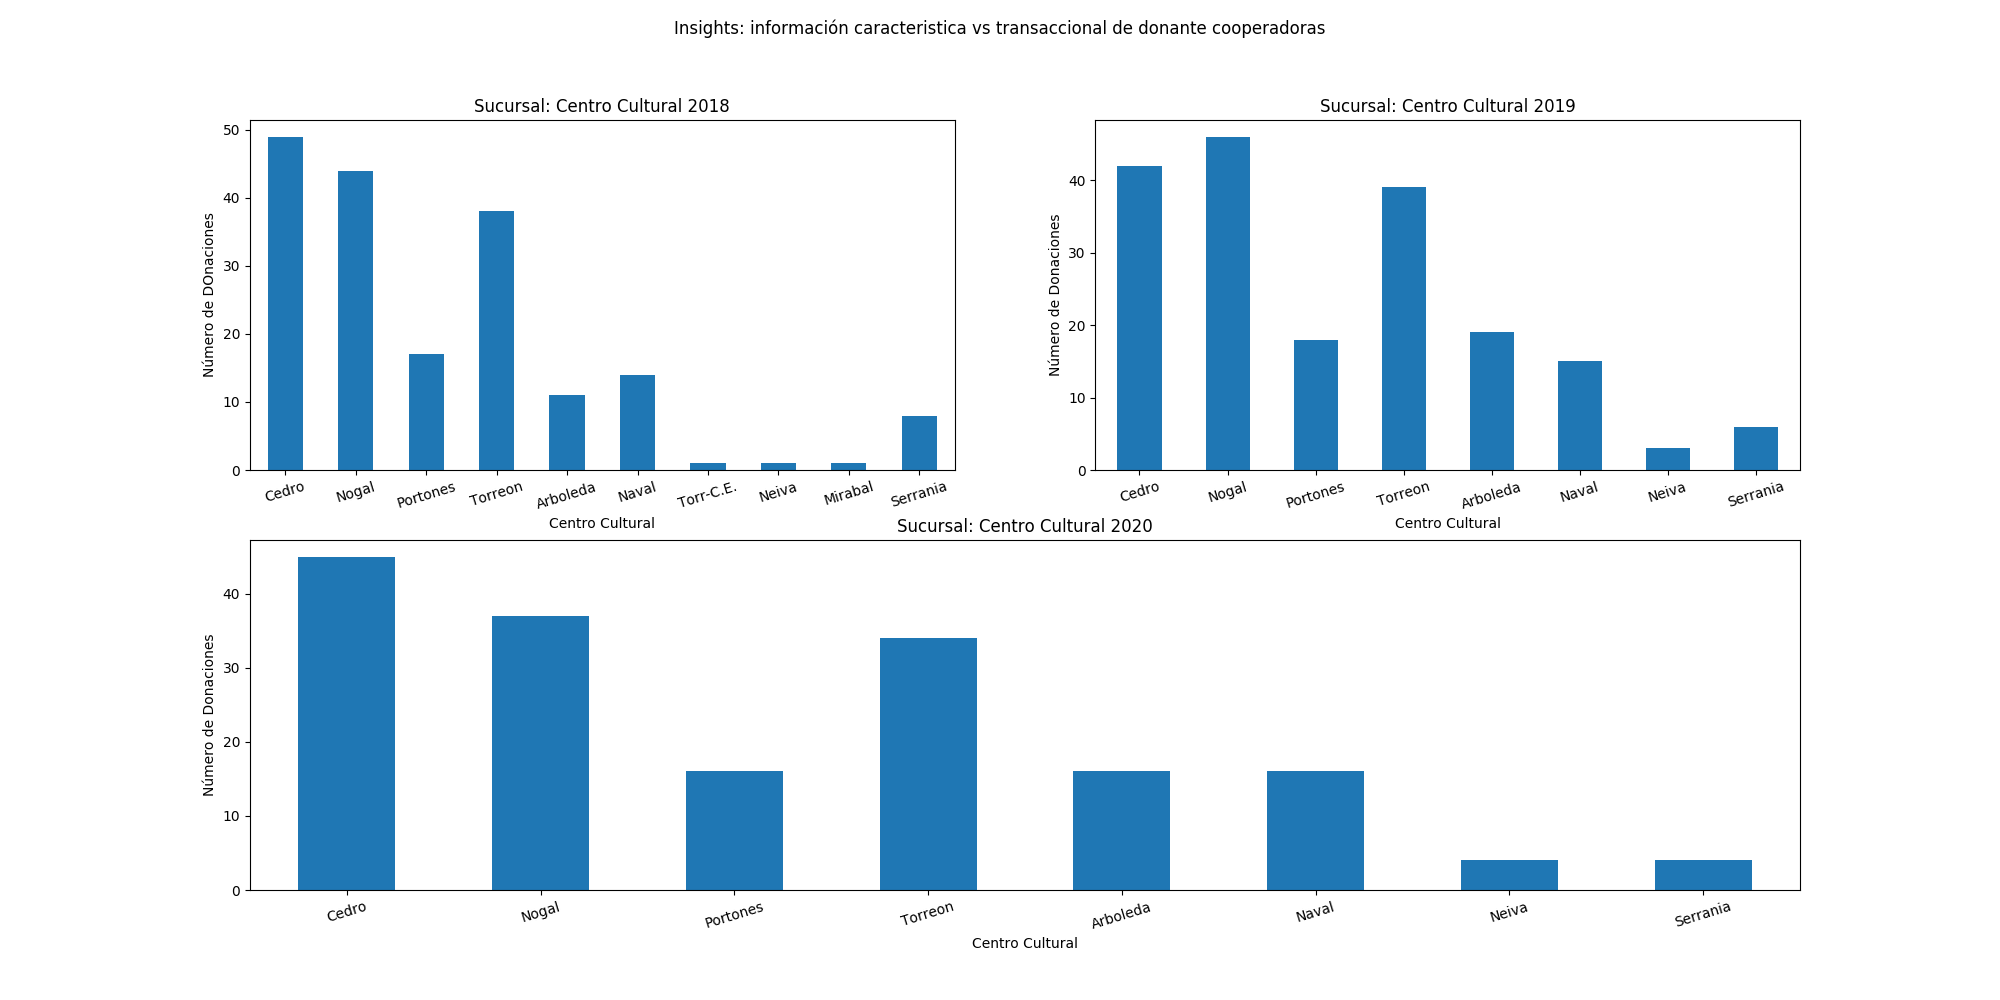 Insights: información caracteristica vs transaccional de donante cooperadoras
Sucursal: Centro Cultural 2018
Número de DOnaciones
50
40
30
20
10
0
Cedro Nogal Portones Torreon Arboleda Naval Torr-C.E. Neiva Mirabal Serrania
Centro Cultural
Sucursal: Centro Cultural 2019
Número de Donaciones
40
30
20
10
0
Cedro Nogal Portones Torreon Arboleda Naval Neiva Serrania
Centro Cultural
Sucursal: Centro Cultural 2020
Número de Donaciones
40
30
20
10
0
Cedro Nogal Portones Torreon Arboleda Naval Neiva Serrania
Centro Cultural